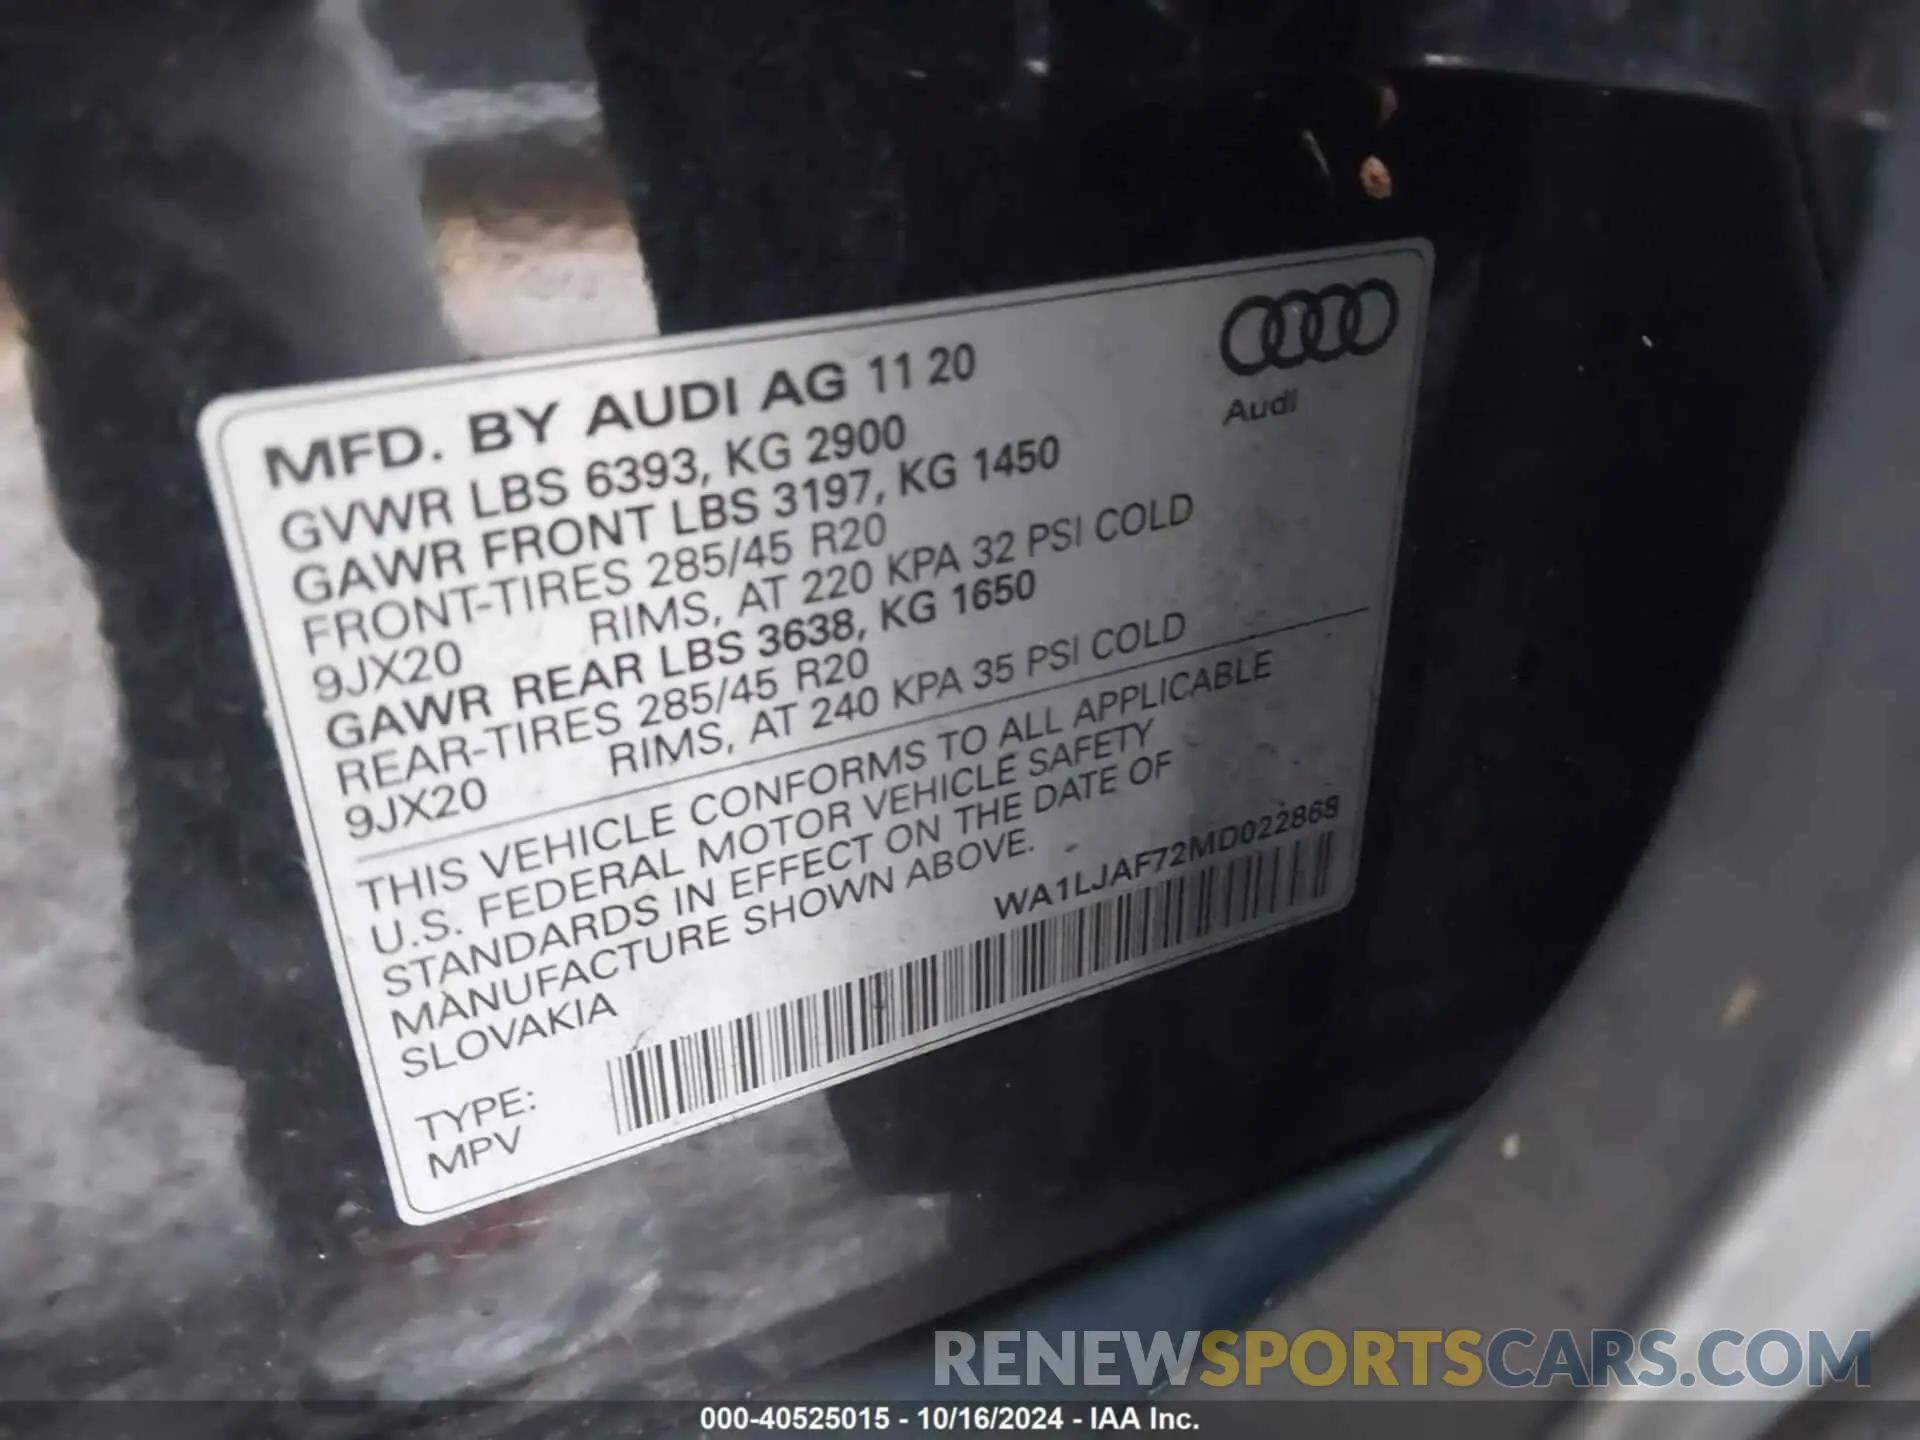 MFD. BY AUDI AG 11 20
GVWR LBS 6393, KG 2900
GAWR FRONT LBS 3197, KG 1450
FRONT-TIRES 285/45 R20
9JX20 RIMS, AT 220 KPA 32 PSI COLD
GAWR REAR LBS 3638, KG 1650
REAR-TIRES 285/45 R20
9JX20 RIMS, AT 240 KPA 35 PSI COLD
Audi
THIS VEHICLE CONFORMS TO ALL APPLICABLE
U.S. FEDERAL MOTOR VEHICLE SAFETY
STANDARDS IN EFFECT ON THE DATE OF
MANUFACTURE SHOWN ABOVE.
SLOVAKIA
WA1LJAF72MD022868
TYPE:
MPV
RENEWSPORTSCARS.COM
000-40525015 - 10/16/2024 - IAA Inc.